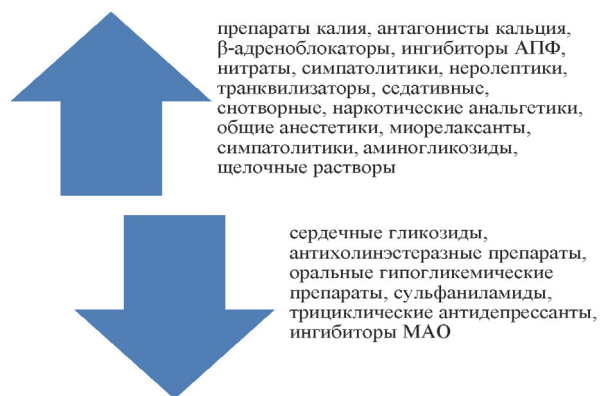 препараты калия, антагонисты кальция,
β-адреноблокаторы, ингибиторы АПФ,
нитраты, симпатолитики, неролептики,
транквилизаторы, седативные,
снотворные, наркотические анальгетики,
общие анестетики, миорелаксанты,
симпатолитики, аминогликозиды,
щелочные растворы
сердечные гликозиды,
антихолинэстеразные препараты,
оральные гипогликемические
препараты, сульфаниламиды,
трициклические антидепрессанты,
ингибиторы МАО